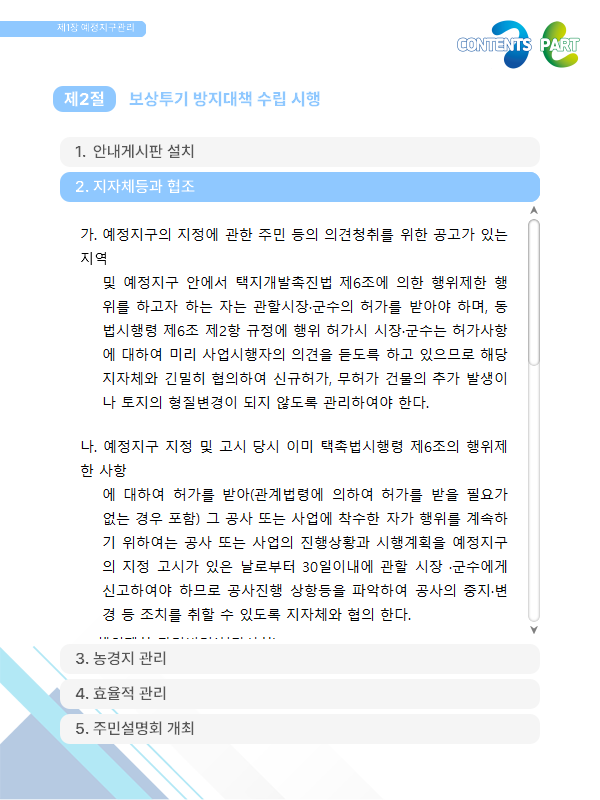 제1장 예정지구관리
CONTENTS PART
제2절 보상투기 방지대책 수립 시행
1. 안내게시판 설치
2. 지자체등과 협조
가. 예정지구의 지정에 관한 주민 등의 의견청취를 위한 공고가 있는
지역
및 예정지구 안에서 택지개발촉진법 제6조에 의한 행위제한 행
위를 하고자 하는 자는 관할시장·군수의 허가를 받아야 하며, 동
법시행령 제6조 제2항 규정에 행위 허가시 시장·군수는 허가사항
에 대하여 미리 사업시행자의 의견을 듣도록 하고 있으므로 해당
지자체와 긴밀히 협의하여 신규허가, 무허가 건물의 추가 발생이
나 토지의 형질변경이 되지 않도록 관리하여야 한다.
나. 예정지구 지정 및 고시 당시 이미 택촉법시행령 제6조의 행위제
한 사항
에 대하여 허가를 받아(관계법령에 의하여 허가를 받을 필요가
없는 경우 포함) 그 공사 또는 사업에 착수한 자가 행위를 계속하
기 위하여는 공사 또는 사업의 진행상황과 시행계획을 예정지구
의 지정 고시가 있은 날로부터 30일이내에 관할 시장 ·군수에게
신고하여야 하므로 공사진행 상항등을 파악하여 공사의 중지·변
경 등 조치를 취할 수 있도록 지자체와 협의 한다.
3. 농경지 관리
4. 효율적 관리
5. 주민설명회 개최